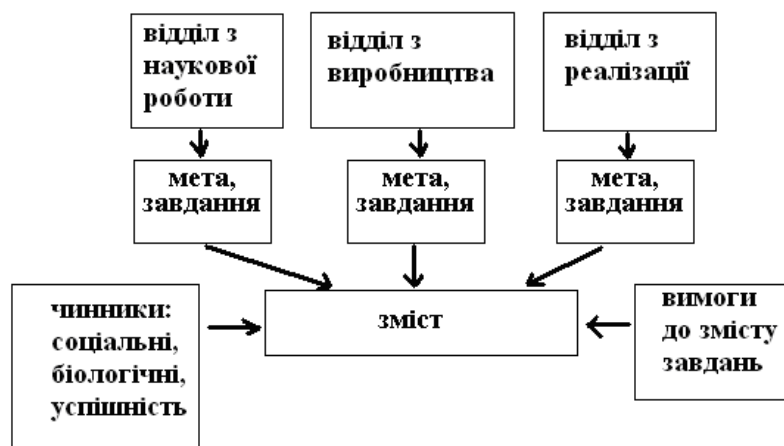 відділ з
наукової
роботи
відділ з
виробництва
відділ з
реалізації
мета,
завдання
мета,
завдання
мета,
завдання
чинники:
соціальні,
біологічні,
успішність
зміст
вимоги
до змісту
завдань